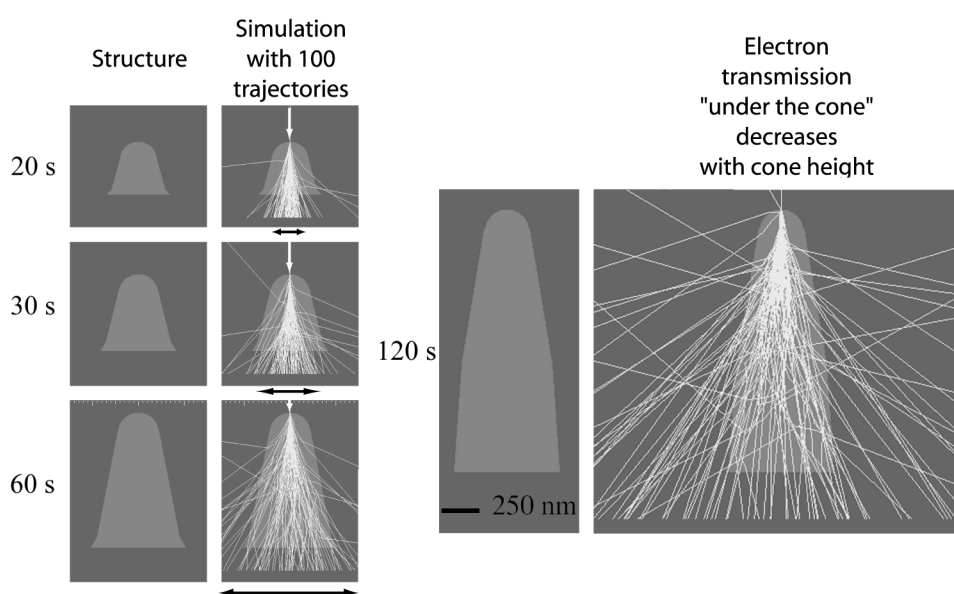 Structure
Simulation
with 100
trajectories
Electron
transmission
"under the cone"
decreases
with cone height
20 s
30 s
60 s
120 s
250 nm